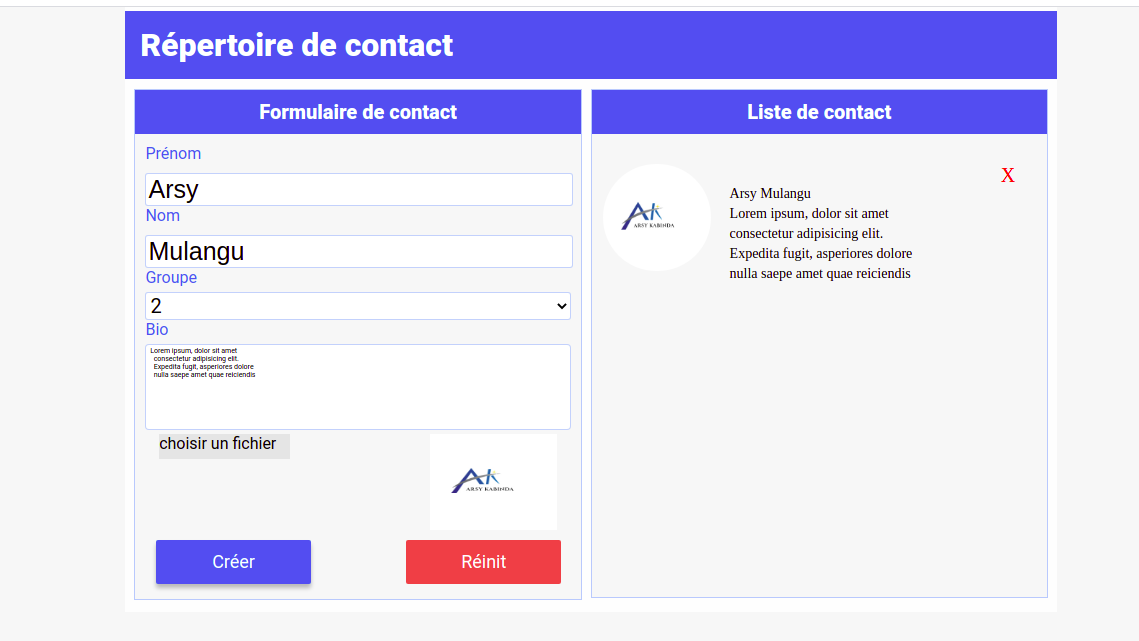 Répertoire de contact
Formulaire de contact
Prénom
Arsy
Nom
Mulangu
Groupe
2
Bio
Lorem ipsum, dolor sit amet
consectetur adipisicing elit.
Expedita fugit, asperiores dolore
nulla saepe amet quae reiciendis
choisir un fichier
AK
ARSY KABINDA
Créer
Réinit
Liste de contact
X
AK
ARSY KABINDA
Arsy Mulangu
Lorem ipsum, dolor sit amet
consectetur adipisicing elit.
Expedita fugit, asperiores dolore
nulla saepe amet quae reiciendis